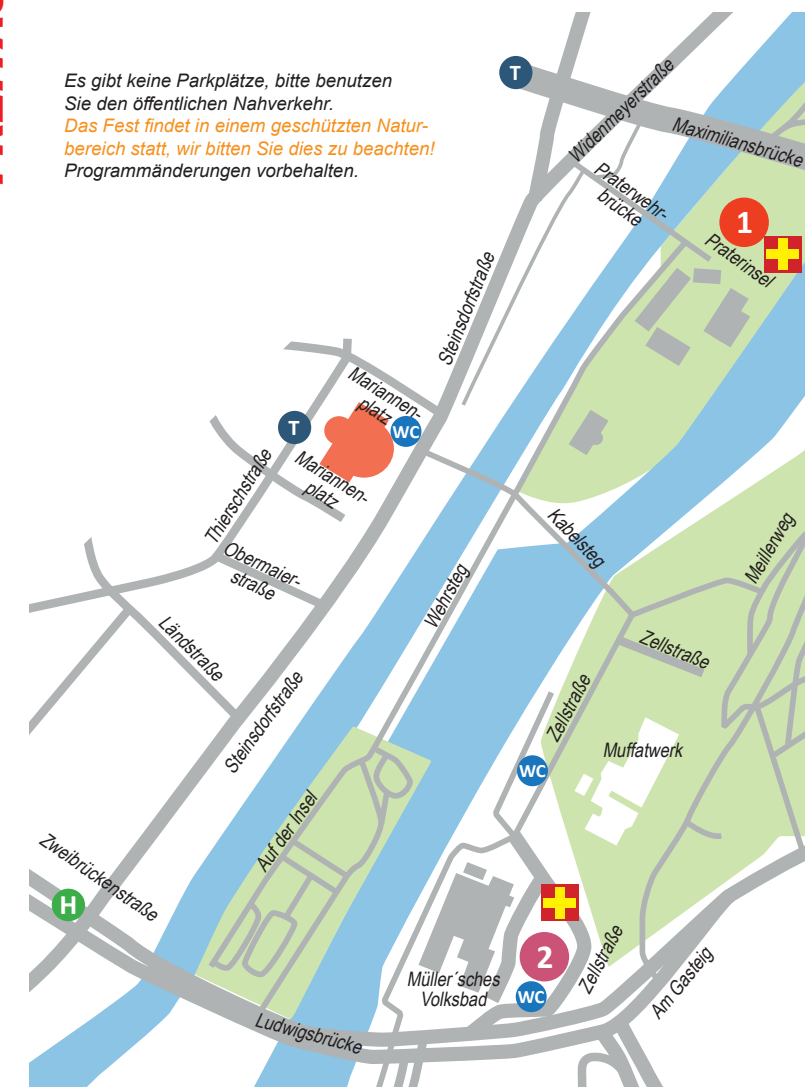 Es gibt keine Parkplätze, bitte benutzen
Sie den öffentlichen Nahverkehr.
Das Fest findet in einem geschützten Natur-
bereich statt, wir bitten Sie dies zu beachten!
Programmänderungen vorbehalten.
T
Widenmeyerstraße
Maximiliansbrücke
Praterwehr-
brücke
1
Praterinsel
Steinsdorfstraße
Mariannen-
platz
WC
T
Mariannen-
platz
Thierschstraße
Obermaier-
straße
Kabelsteg
Meillerweg
Wehrsteg
Ländstraße
Zellstraße
Steinsdorfstraße
Zellstraße
Muffatwerk
WC
Auf der Insel
Zweibrückenstraße
H
2
Zellstraße
Müller´sches
Volksbad
WC
Am Gasteig
Ludwigsbrücke